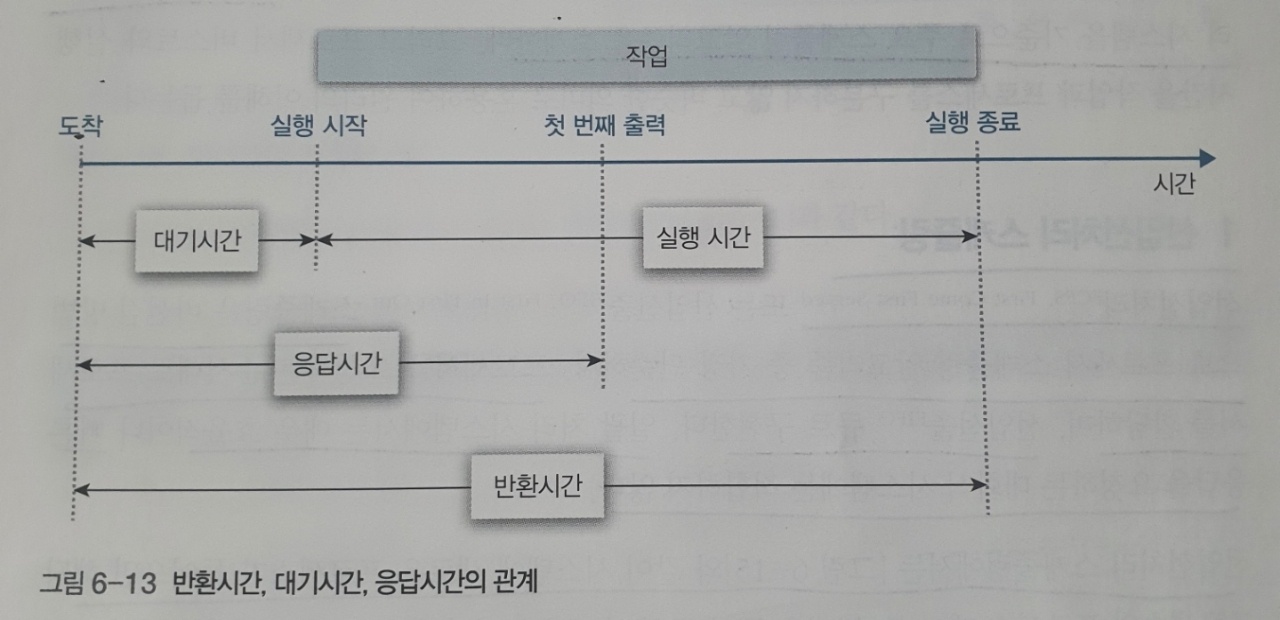 작업
도착 실행 시작 첫 번째 출력 실행 종료
시간
대기시간 실행 시간
응답시간
반환시간
그림 6-13 반환시간, 대기시간, 응답시간의 관계